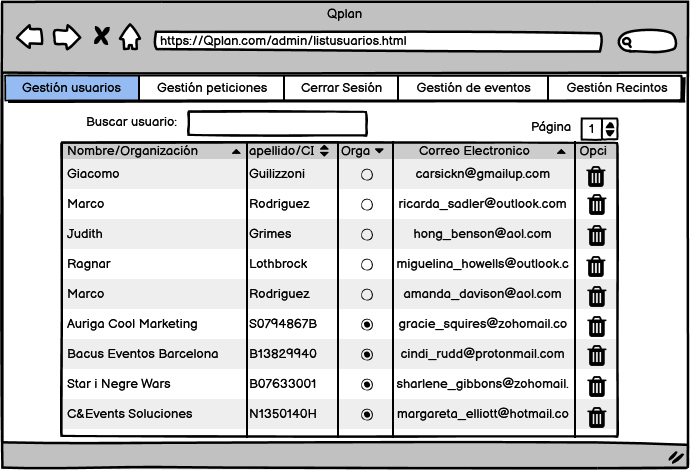 Qplan
https://Qplan.com/admin/listusuarios.html
Gestión usuarios Gestión peticiones Cerrar Sesión Gestión de eventos Gestión Recintos
Buscar usuario:
Página 1
Nombre/Organización apellido/CI Orga Correo Electronico Opci
Giacomo Guilizzoni carsickn@gmailup.com
Marco Rodriguez ricarda_sadler@outlook.com
Judith Grimes hong_benson@aol.com
Ragnar Lothbrock miguelina_howells@outlook.c
Marco Rodriguez amanda_davison@aol.com
Auriga Cool Marketing S0794867B gracie_squires@zohomail.co
Bacus Eventos Barcelona B13829940 cindi_rudd@protonmail.com
Star i Negre Wars B07633001 sharlene_gibbons@zohomail.
C&Events Soluciones N1350140H margareta_elliott@hotmail.co